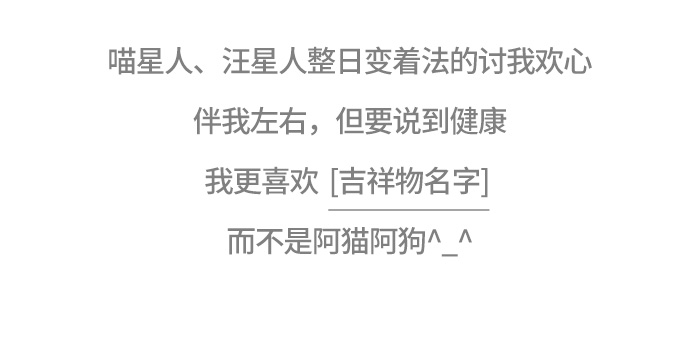 喵星人、汪星人整日变着法的讨我欢心
伴我左右，但要说到健康
我更喜欢 [吉祥物名字]
而不是阿猫阿狗^_^